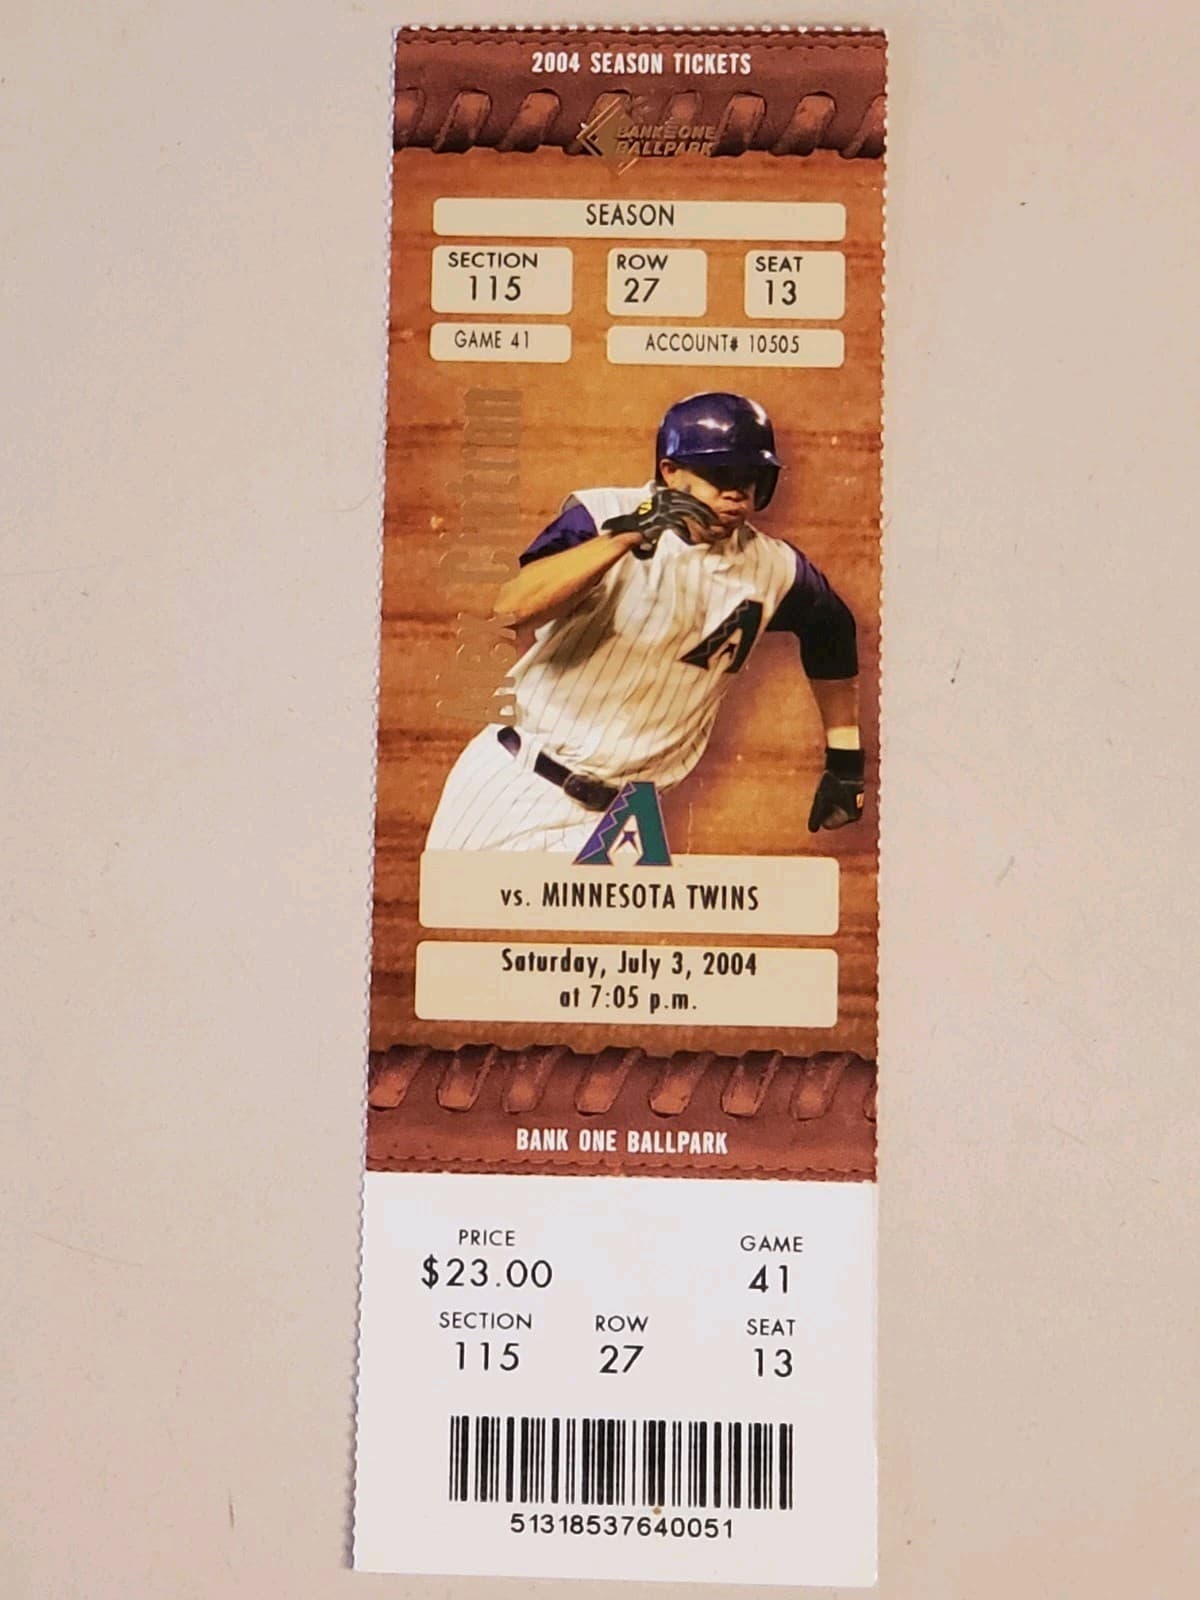 2004 SEASON TICKETS
BANK ONE
BALLPARK
SEASON
SECTION ROW SEAT
115 27 13
GAME 41 ACCOUNT# 10505
Alex Cintron
A
A
vs. MINNESOTA TWINS
Saturday, July 3, 2004
at 7:05 p.m.
BANK ONE BALLPARK
PRICE GAME
$23.00 41
SECTION ROW SEAT
115 27 13
51318537640051